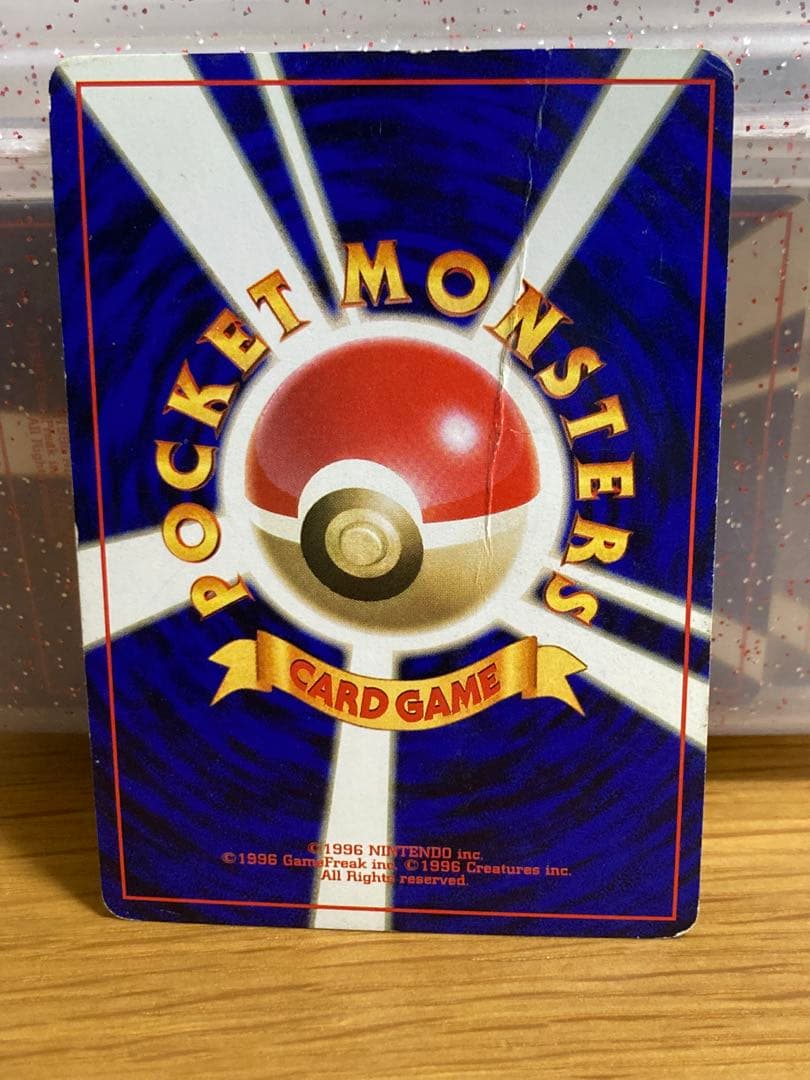 POCKET MONSTERS
CARD GAME
©1996 NINTENDO inc.
©1996 GameFreak inc. ©1996 Creatures inc.
All Rights reserved.